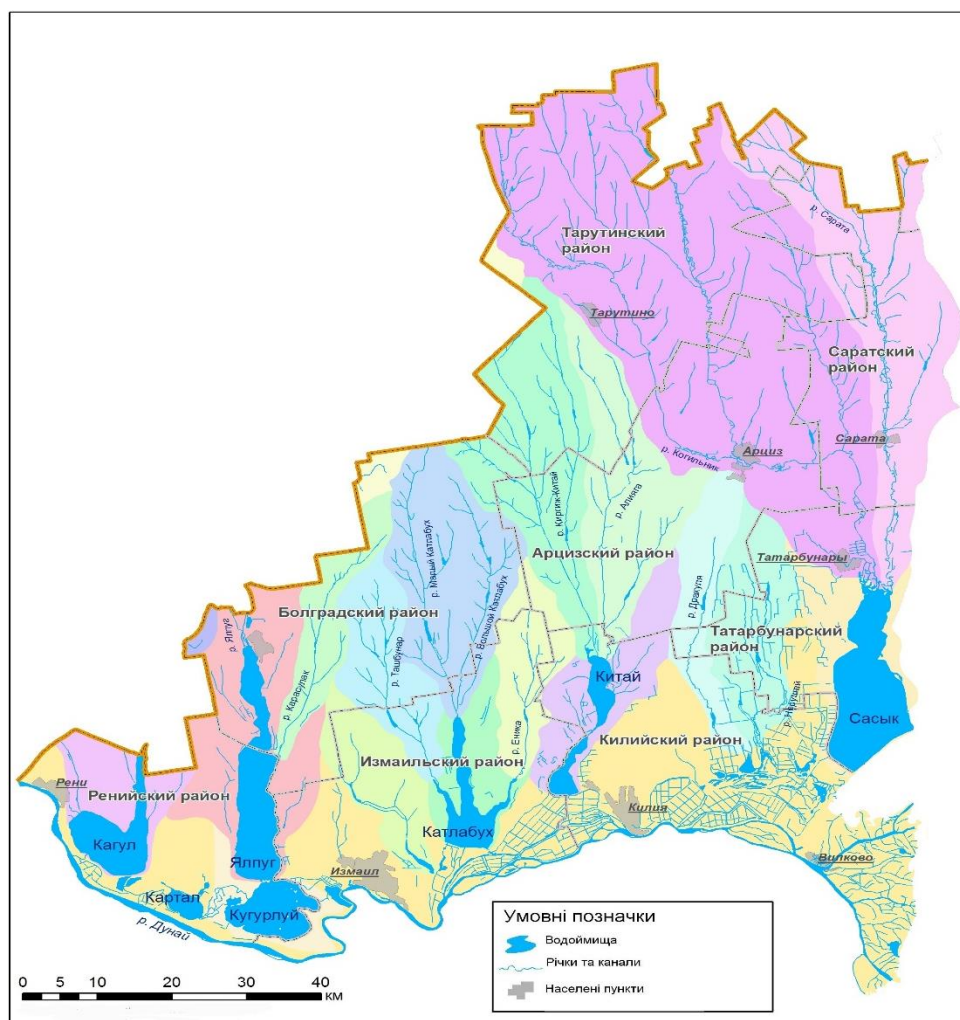 р. Сарата
Тарутинский
район
Тарутино
Саратский
район
Сарата
Арциз
р. Когильник
р. Киргиж-Китай
р. Алияга
р. Малый Катлабух
Арцизский район
Татарбунары
р. Большой Катлабух
р. Дракуля
Болградский район
р. Ялпуг
р. Ташбунар
Татарбунарский
район
р. Карасулак
Китай
р. Нерушай
Сасык
р. Еника
Килийский район
Измаильский район
Рени
Ренийский район
Килия
Катлабух
Кагул
Ялпуг
Измаил
Вилково
Картал
Кугурлуй
р. Дунай
Умовні позначки
Водоймища
Річки та канали
Населені пункти
0 5 10 20 30 40
КМ